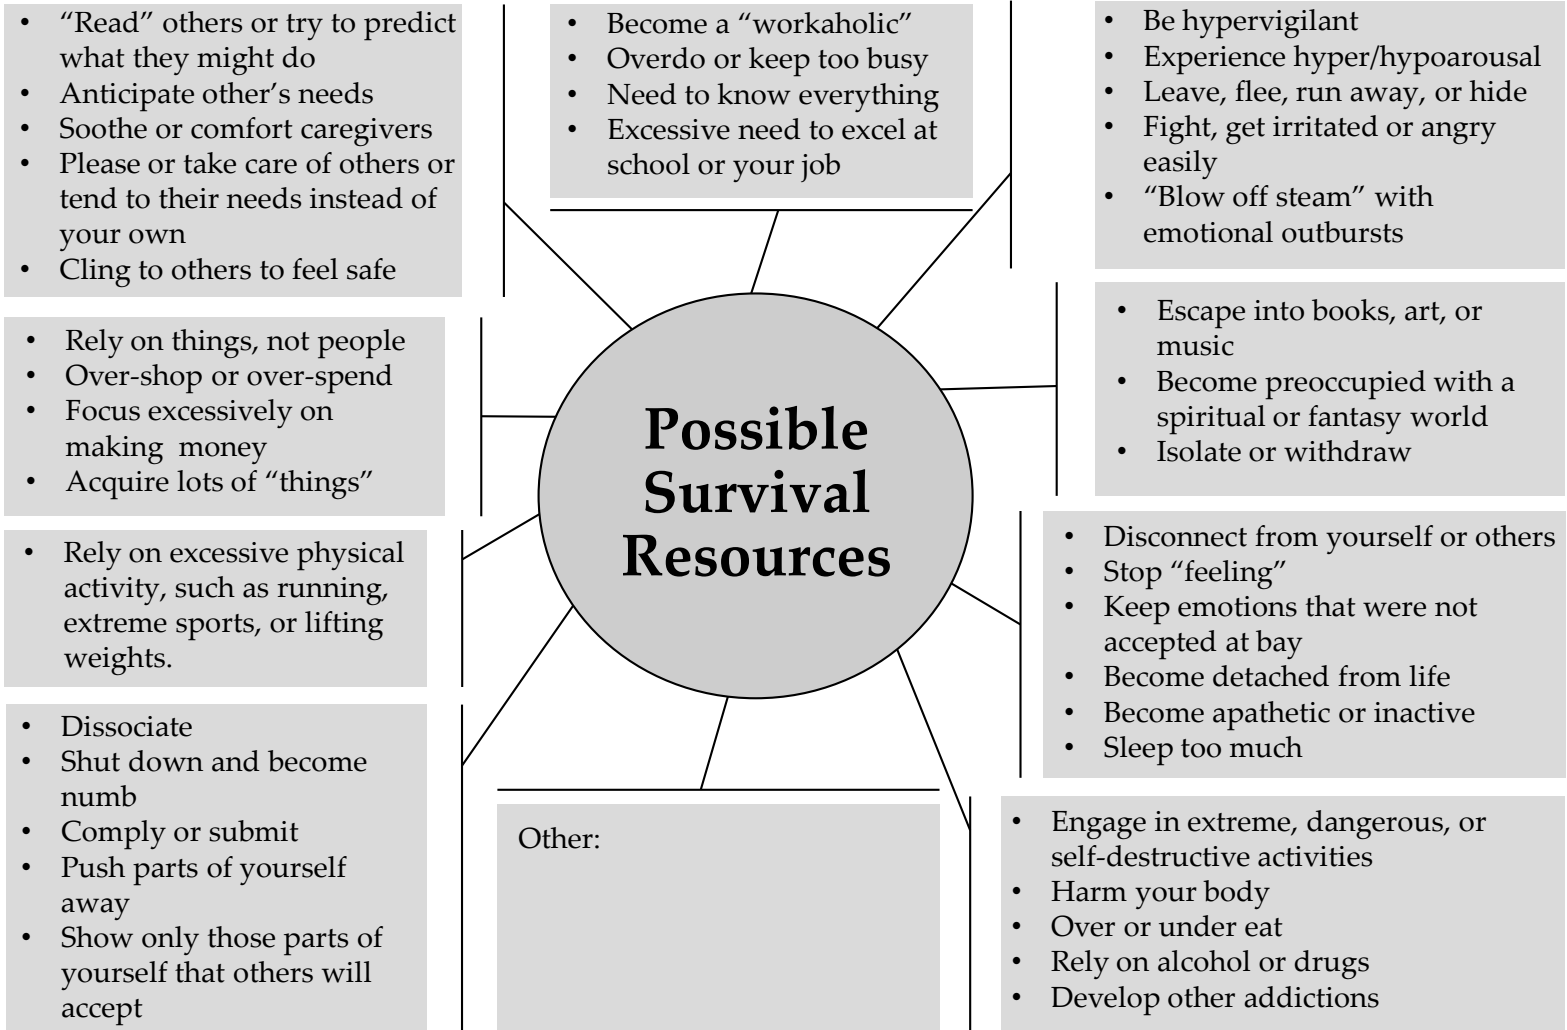 • “Read” others or try to predict
what they might do
• Anticipate other’s needs
• Soothe or comfort caregivers
• Please or take care of others or
tend to their needs instead of
your own
• Cling to others to feel safe
• Become a “workaholic”
• Overdo or keep too busy
• Need to know everything
• Excessive need to excel at
school or your job
• Be hypervigilant
• Experience hyper/hypoarousal
• Leave, flee, run away, or hide
• Fight, get irritated or angry
easily
• “Blow off steam” with
emotional outbursts
• Rely on things, not people
• Over-shop or over-spend
• Focus excessively on
making money
• Acquire lots of “things”
Possible
Survival
Resources
• Escape into books, art, or
music
• Become preoccupied with a
spiritual or fantasy world
• Isolate or withdraw
• Rely on excessive physical
activity, such as running,
extreme sports, or lifting
weights.
• Disconnect from yourself or others
• Stop “feeling”
• Keep emotions that were not
accepted at bay
• Become detached from life
• Become apathetic or inactive
• Sleep too much
• Dissociate
• Shut down and become
numb
• Comply or submit
• Push parts of yourself
away
• Show only those parts of
yourself that others will
accept
Other:
• Engage in extreme, dangerous, or
self-destructive activities
• Harm your body
• Over or under eat
• Rely on alcohol or drugs
• Develop other addictions